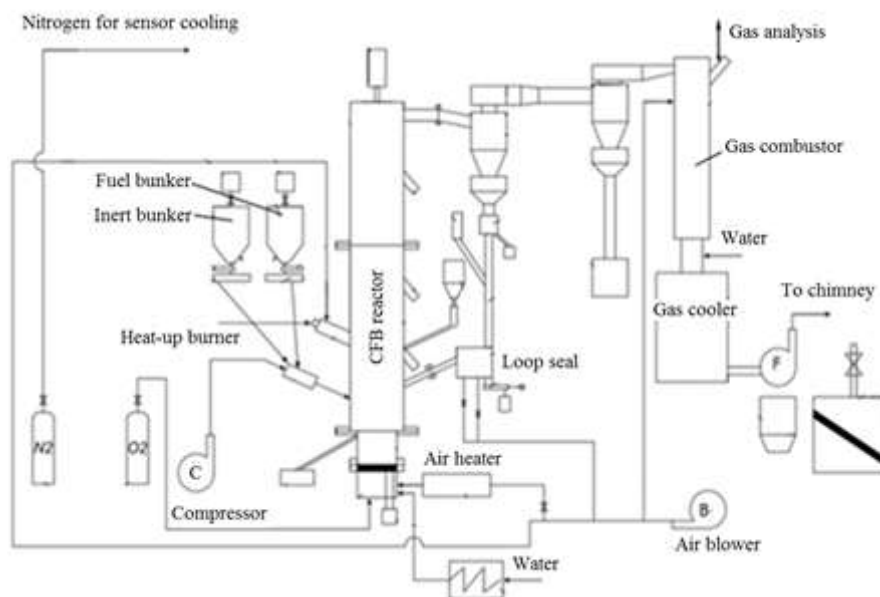 Nitrogen for sensor cooling
Gas analysis
Fuel bunker
Inert bunker
Gas combustor
Water
CFB reactor
Gas cooler
To chimney
Heat-up burner
Loop seal
F
N2
O2
C
Air heater
Compressor
B
Air blower
Water